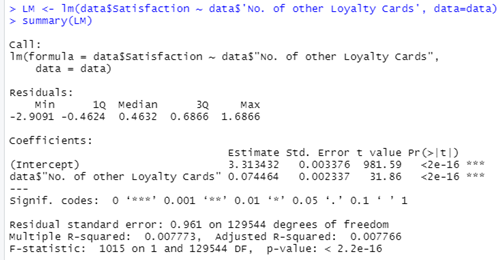 > LM <- lm(data$Satisfaction ~ data$'No. of other Loyalty Cards', data=data)
> summary(LM)
Call:
lm(formula = data$Satisfaction ~ data$"No. of other Loyalty Cards",
    data = data)
Residuals:
    Min      1Q  Median      3Q     Max
-2.9091 -0.4624  0.4632  0.6866  1.6866
Coefficients:
                                  Estimate Std. Error t value Pr(>|t|)
(Intercept)                       3.313432   0.003376  981.59   <2e-16 ***
data$"No. of other Loyalty Cards" 0.074464   0.002337   31.86   <2e-16 ***
---
Signif. codes:  0 ‘***’ 0.001 ‘**’ 0.01 ‘*’ 0.05 ‘.’ 0.1 ‘ ’ 1
Residual standard error: 0.961 on 129544 degrees of freedom
Multiple R-squared:  0.007773,  Adjusted R-squared:  0.007766
F-statistic:  1015 on 1 and 129544 DF,  p-value: < 2.2e-16